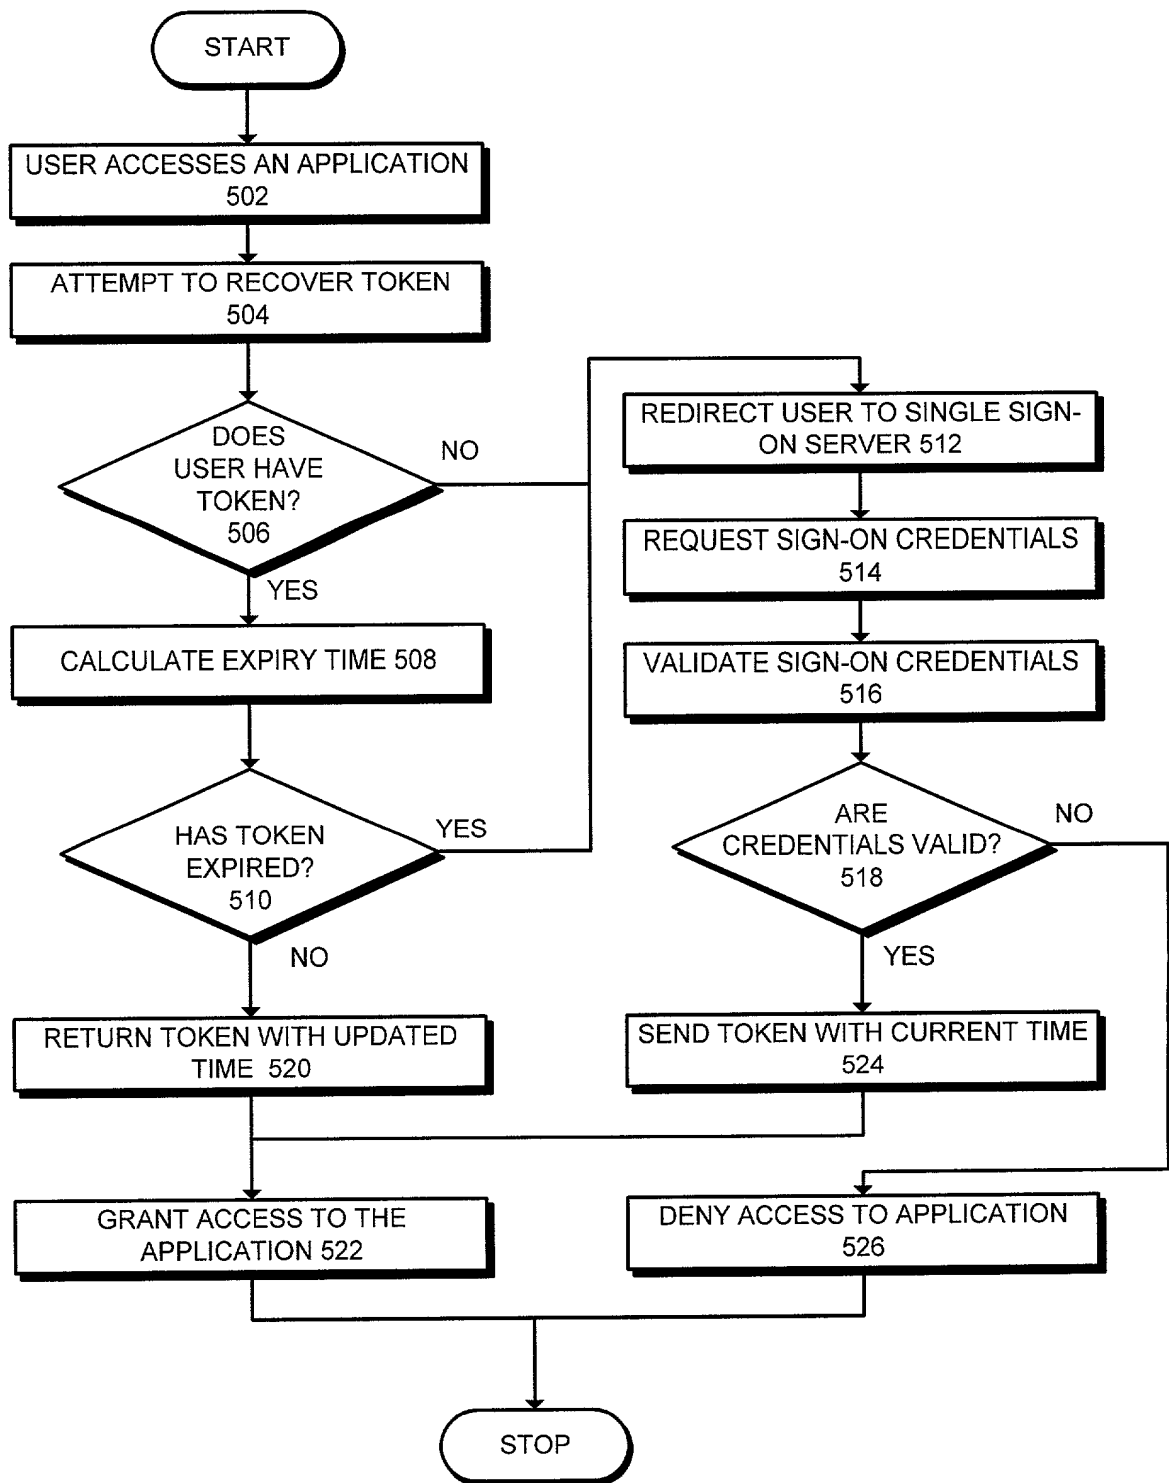 START
USER ACCESSES AN APPLICATION
502
ATTEMPT TO RECOVER TOKEN
504
DOES
USER HAVE
TOKEN?
506
NO
YES
CALCULATE EXPIRY TIME 508
HAS TOKEN
EXPIRED?
510
YES
NO
RETURN TOKEN WITH UPDATED
TIME 520
GRANT ACCESS TO THE
APPLICATION 522
REDIRECT USER TO SINGLE SIGN-
ON SERVER 512
REQUEST SIGN-ON CREDENTIALS
514
VALIDATE SIGN-ON CREDENTIALS
516
ARE
CREDENTIALS VALID?
518
NO
YES
SEND TOKEN WITH CURRENT TIME
524
DENY ACCESS TO APPLICATION
526
STOP